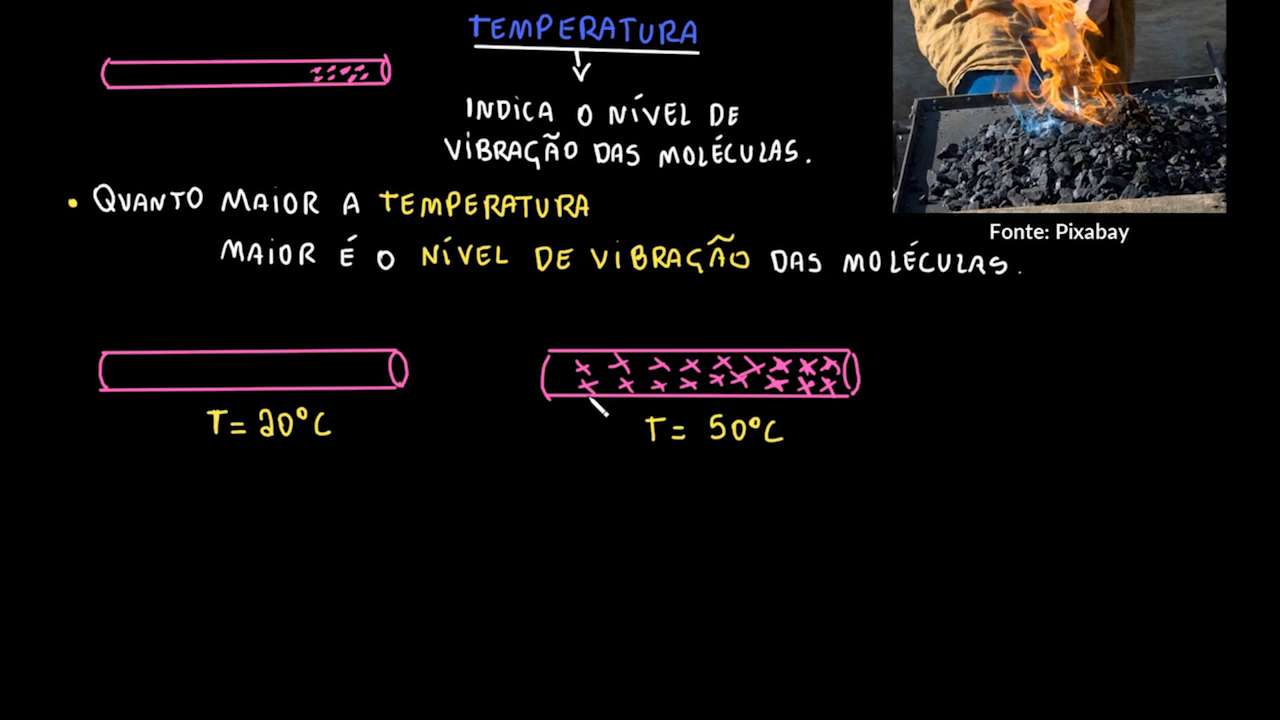 TEMPERATURA
INDICA O NÍVEL DE
VIBRAÇÃO DAS MOLÉCULAS.
• QUANTO MAIOR A TEMPERATURA
MAIOR É O NÍVEL DE VIBRAÇÃO DAS MOLÉCULAS.
Fonte: Pixabay
T = 20°C
T = 50°C